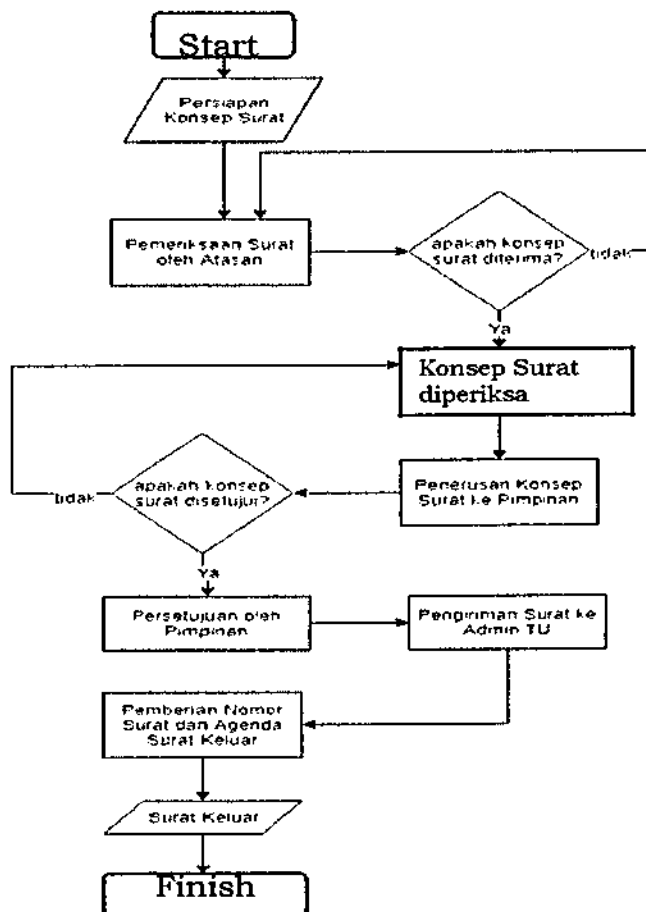 Start
Persiapan
Konsep Surat
Pemeriksaan Surat
oleh Atasan
apakah konsep
surat diterima?
tidak
Ya
Konsep Surat
diperiksa
Penerusan Konsep
Surat ke Pimpinan
apakah konsep
surat disetujui?
tidak
Ya
Persetujuan oleh
Pimpinan
Pengiriman Surat ke
Admin TU
Pemberian Nomor
Surat dan Agenda
Surat Keluar
Surat Keluar
Finish